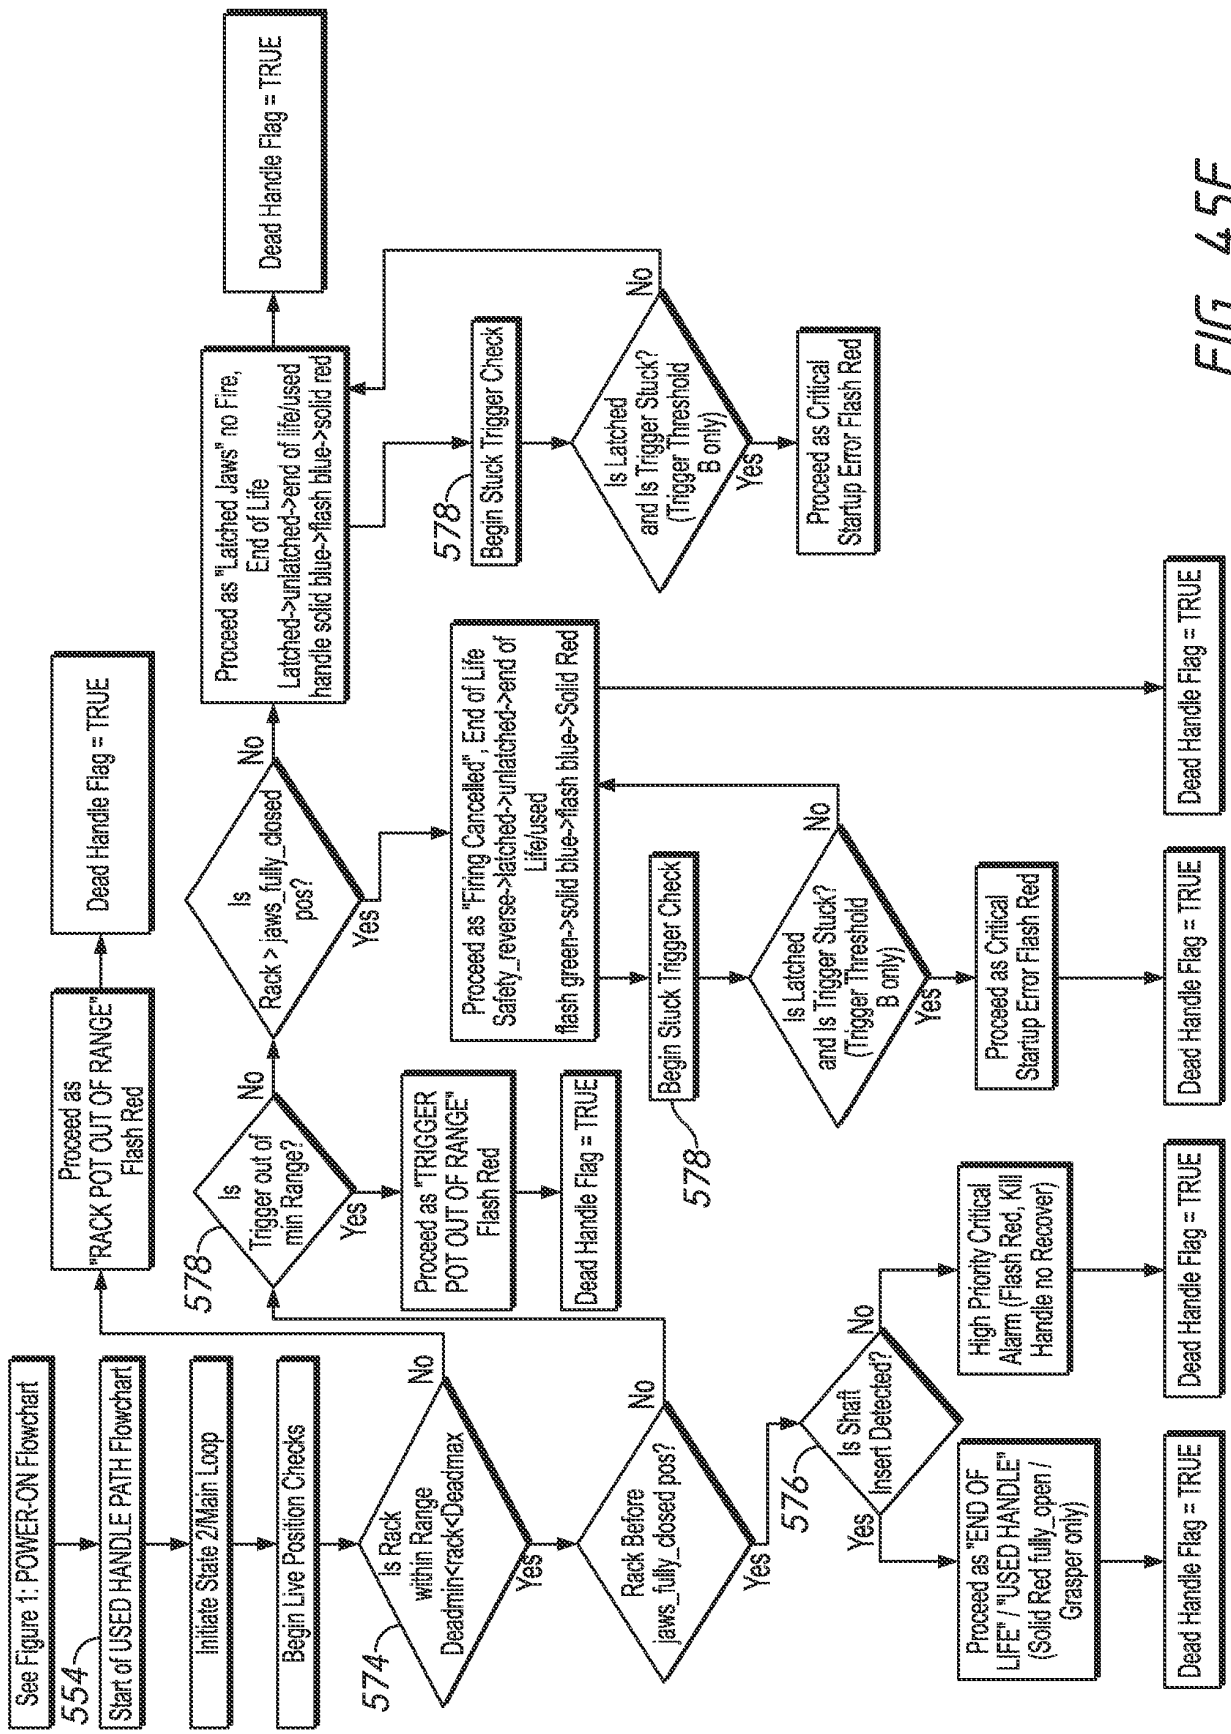 See Figure 1: POWER-ON Flowchart
554
Start of USED HANDLE PATH Flowchart
Initiate State 2/Main Loop
Begin Live Position Checks
574
Is Rack
within Range
Deadmin<rack<Deadmax
No
Yes
Proceed as
"RACK POT OUT OF RANGE"
Flash Red
Dead Handle Flag = TRUE
Rack Before
jaws_fully_closed pos?
No
Yes
576
Is Shaft
Insert Detected?
Yes
No
Proceed as "END OF
LIFE" / "USED HANDLE"
(Solid Red fully_open /
Grasper only)
Dead Handle Flag = TRUE
High Priority Critical
Alarm (Flash Red, Kill
Handle no Recover)
Dead Handle Flag = TRUE
578
Is
Trigger out of
min Range?
No
Yes
Proceed as "TRIGGER
POT OUT OF RANGE"
Flash Red
Dead Handle Flag = TRUE
Is
Rack > jaws_fully_closed
pos?
No
Yes
Proceed as "Firing Cancelled", End of Life
Safety_reverse->latched->unlatched->end of
Life/used
flash green->solid blue->flash blue->Solid Red
578
Begin Stuck Trigger Check
Is Latched
and Is Trigger Stuck?
(Trigger Threshold
B only)
No
Yes
Proceed as Critical
Startup Error Flash Red
Dead Handle Flag = TRUE
Dead Handle Flag = TRUE
Proceed as "Latched Jaws" no Fire,
End of Life
Latched->unlatched->end of life/used
handle solid blue->flash blue->solid red
Dead Handle Flag = TRUE
578
Begin Stuck Trigger Check
Is Latched
and Is Trigger Stuck?
(Trigger Threshold
B only)
No
Yes
Proceed as Critical
Startup Error Flash Red